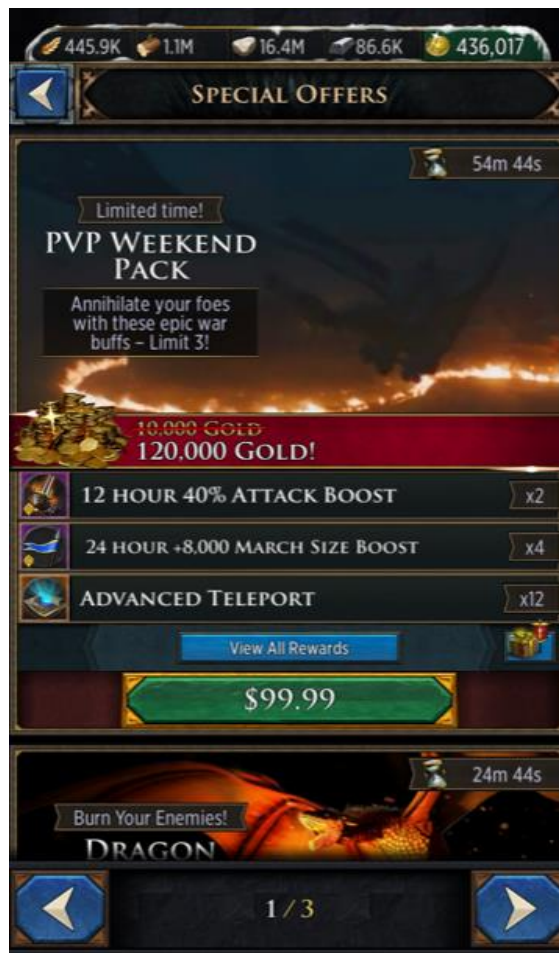 445.9K 1.1M 16.4M 86.6K 436,017
Special Offers
54m 44s
Limited time!
PVP Weekend
Pack
Annihilate your foes
with these epic war
buffs – Limit 3!
10,000 Gold
120,000 Gold!
12 hour 40% Attack Boost x2
24 hour +8,000 March Size Boost x4
Advanced Teleport x12
View All Rewards
$99.99
24m 44s
Burn Your Enemies!
Dragon
1/3